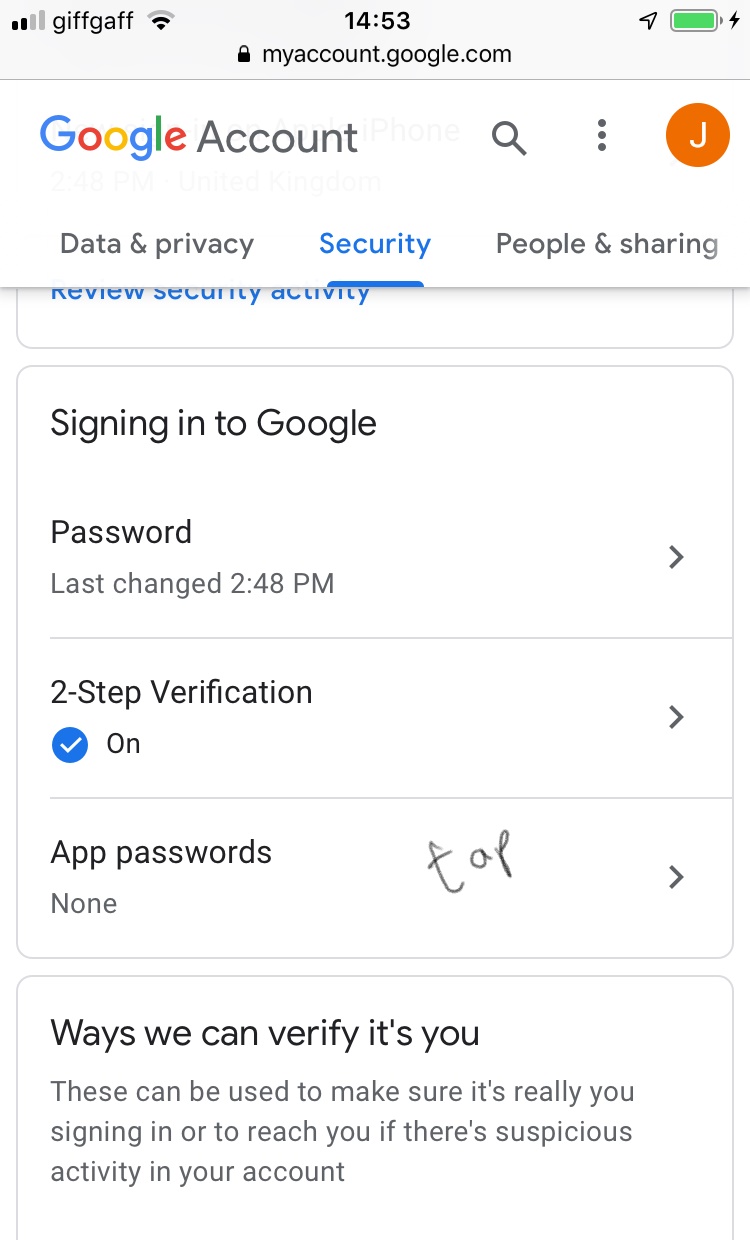 giffgaff 14:53
myaccount.google.com
Google Account J
2:48 PM · United Kingdom
Data & privacy Security People & sharing
Review security activity
Signing in to Google
Password
Last changed 2:48 PM
2-Step Verification
On
App passwords tap
None
Ways we can verify it's you
These can be used to make sure it's really you
signing in or to reach you if there's suspicious
activity in your account